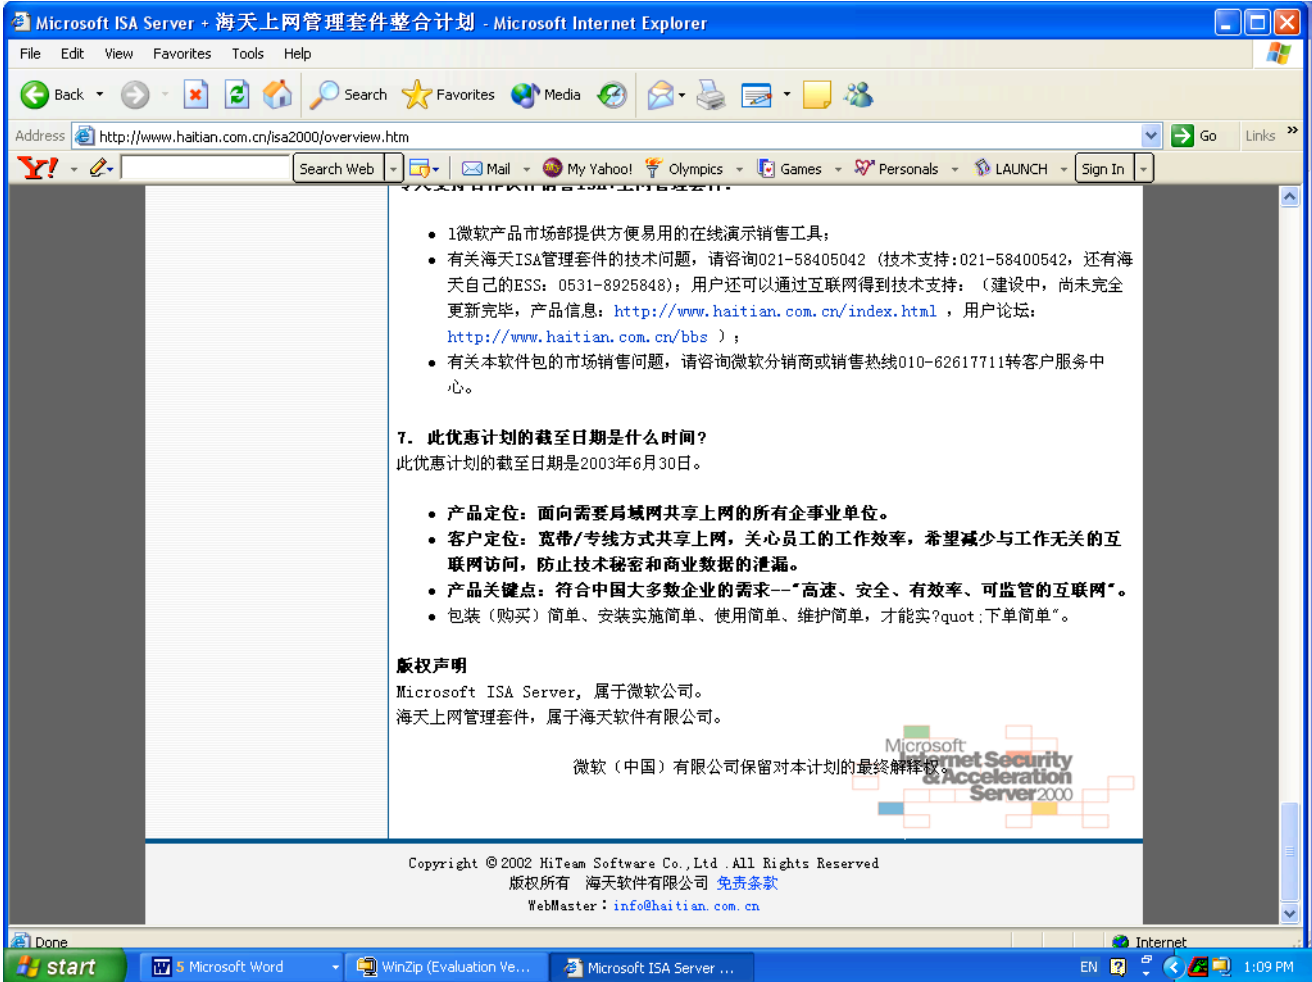 Microsoft ISA Server + 海天上网管理套件整合计划 - Microsoft Internet Explorer
File Edit View Favorites Tools Help
Back Search Favorites Media
Address http://www.haitian.com.cn/isa2000/overview.htm Go Links »
Y! Search Web Mail My Yahoo! Olympics Games Personals LAUNCH Sign In
1微软产品市场部提供方便易用的在线演示销售工具;
有关海天ISA管理套件的技术问题, 请咨询021-58405042 (技术支持:021-58400542, 还有海
天自己的ESS: 0531-8925848); 用户还可以通过互联网得到技术支持: (建设中, 尚未完全
更新完毕, 产品信息: http://www.haitian.com.cn/index.html , 用户论坛:
http://www.haitian.com.cn/bbs ) ;
有关本软件包的市场销售问题, 请咨询微软分销商或销售热线010-62617711转客户服务中
心。
7. 此优惠计划的截至日期是什么时间?
此优惠计划的截至日期是2003年6月30日。
产品定位: 面向需要局域网共享上网的所有企事业单位。
客户定位: 宽带/专线方式共享上网, 关心员工的工作效率, 希望减少与工作无关的互
联网访问, 防止技术秘密和商业数据的泄漏。
产品关键点: 符合中国大多数企业的需求--“高速、安全、有效率、可监管的互联网”。
包装（购买）简单、安装实施简单、使用简单、维护简单, 才能实?quot;下单简单”。
版权声明
Microsoft ISA Server, 属于微软公司。
海天上网管理套件, 属于海天软件有限公司。
微软（中国）有限公司保留对本计划的最终解释权。
Microsoft
Internet Security
&Acceleration
Server2000
Copyright ©2002 HiTeam Software Co.,Ltd .All Rights Reserved
版权所有 海天软件有限公司 免责条款
WebMaster：info@haitian.com.cn
Done Internet
start 5 Microsoft Word WinZip (Evaluation Ve... Microsoft ISA Server ... EN 1:09 PM